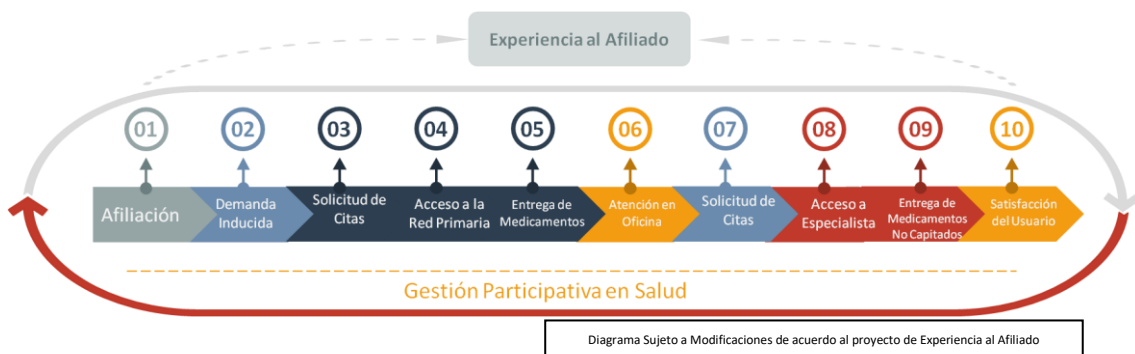 Experiencia al Afiliado
01
02
03
04
05
06
07
08
09
10
Afiliación
Demanda
Inducida
Solicitud de
Citas
Acceso a la
Red Primaria
Entrega de
Medicamentos
Atención en
Oficina
Solicitud de
Citas
Acceso a
Especialista
Entrega de
Medicamentos
No Capitados
Satisfacción
del Usuario
Gestión Participativa en Salud
Diagrama Sujeto a Modificaciones de acuerdo al proyecto de Experiencia al Afiliado